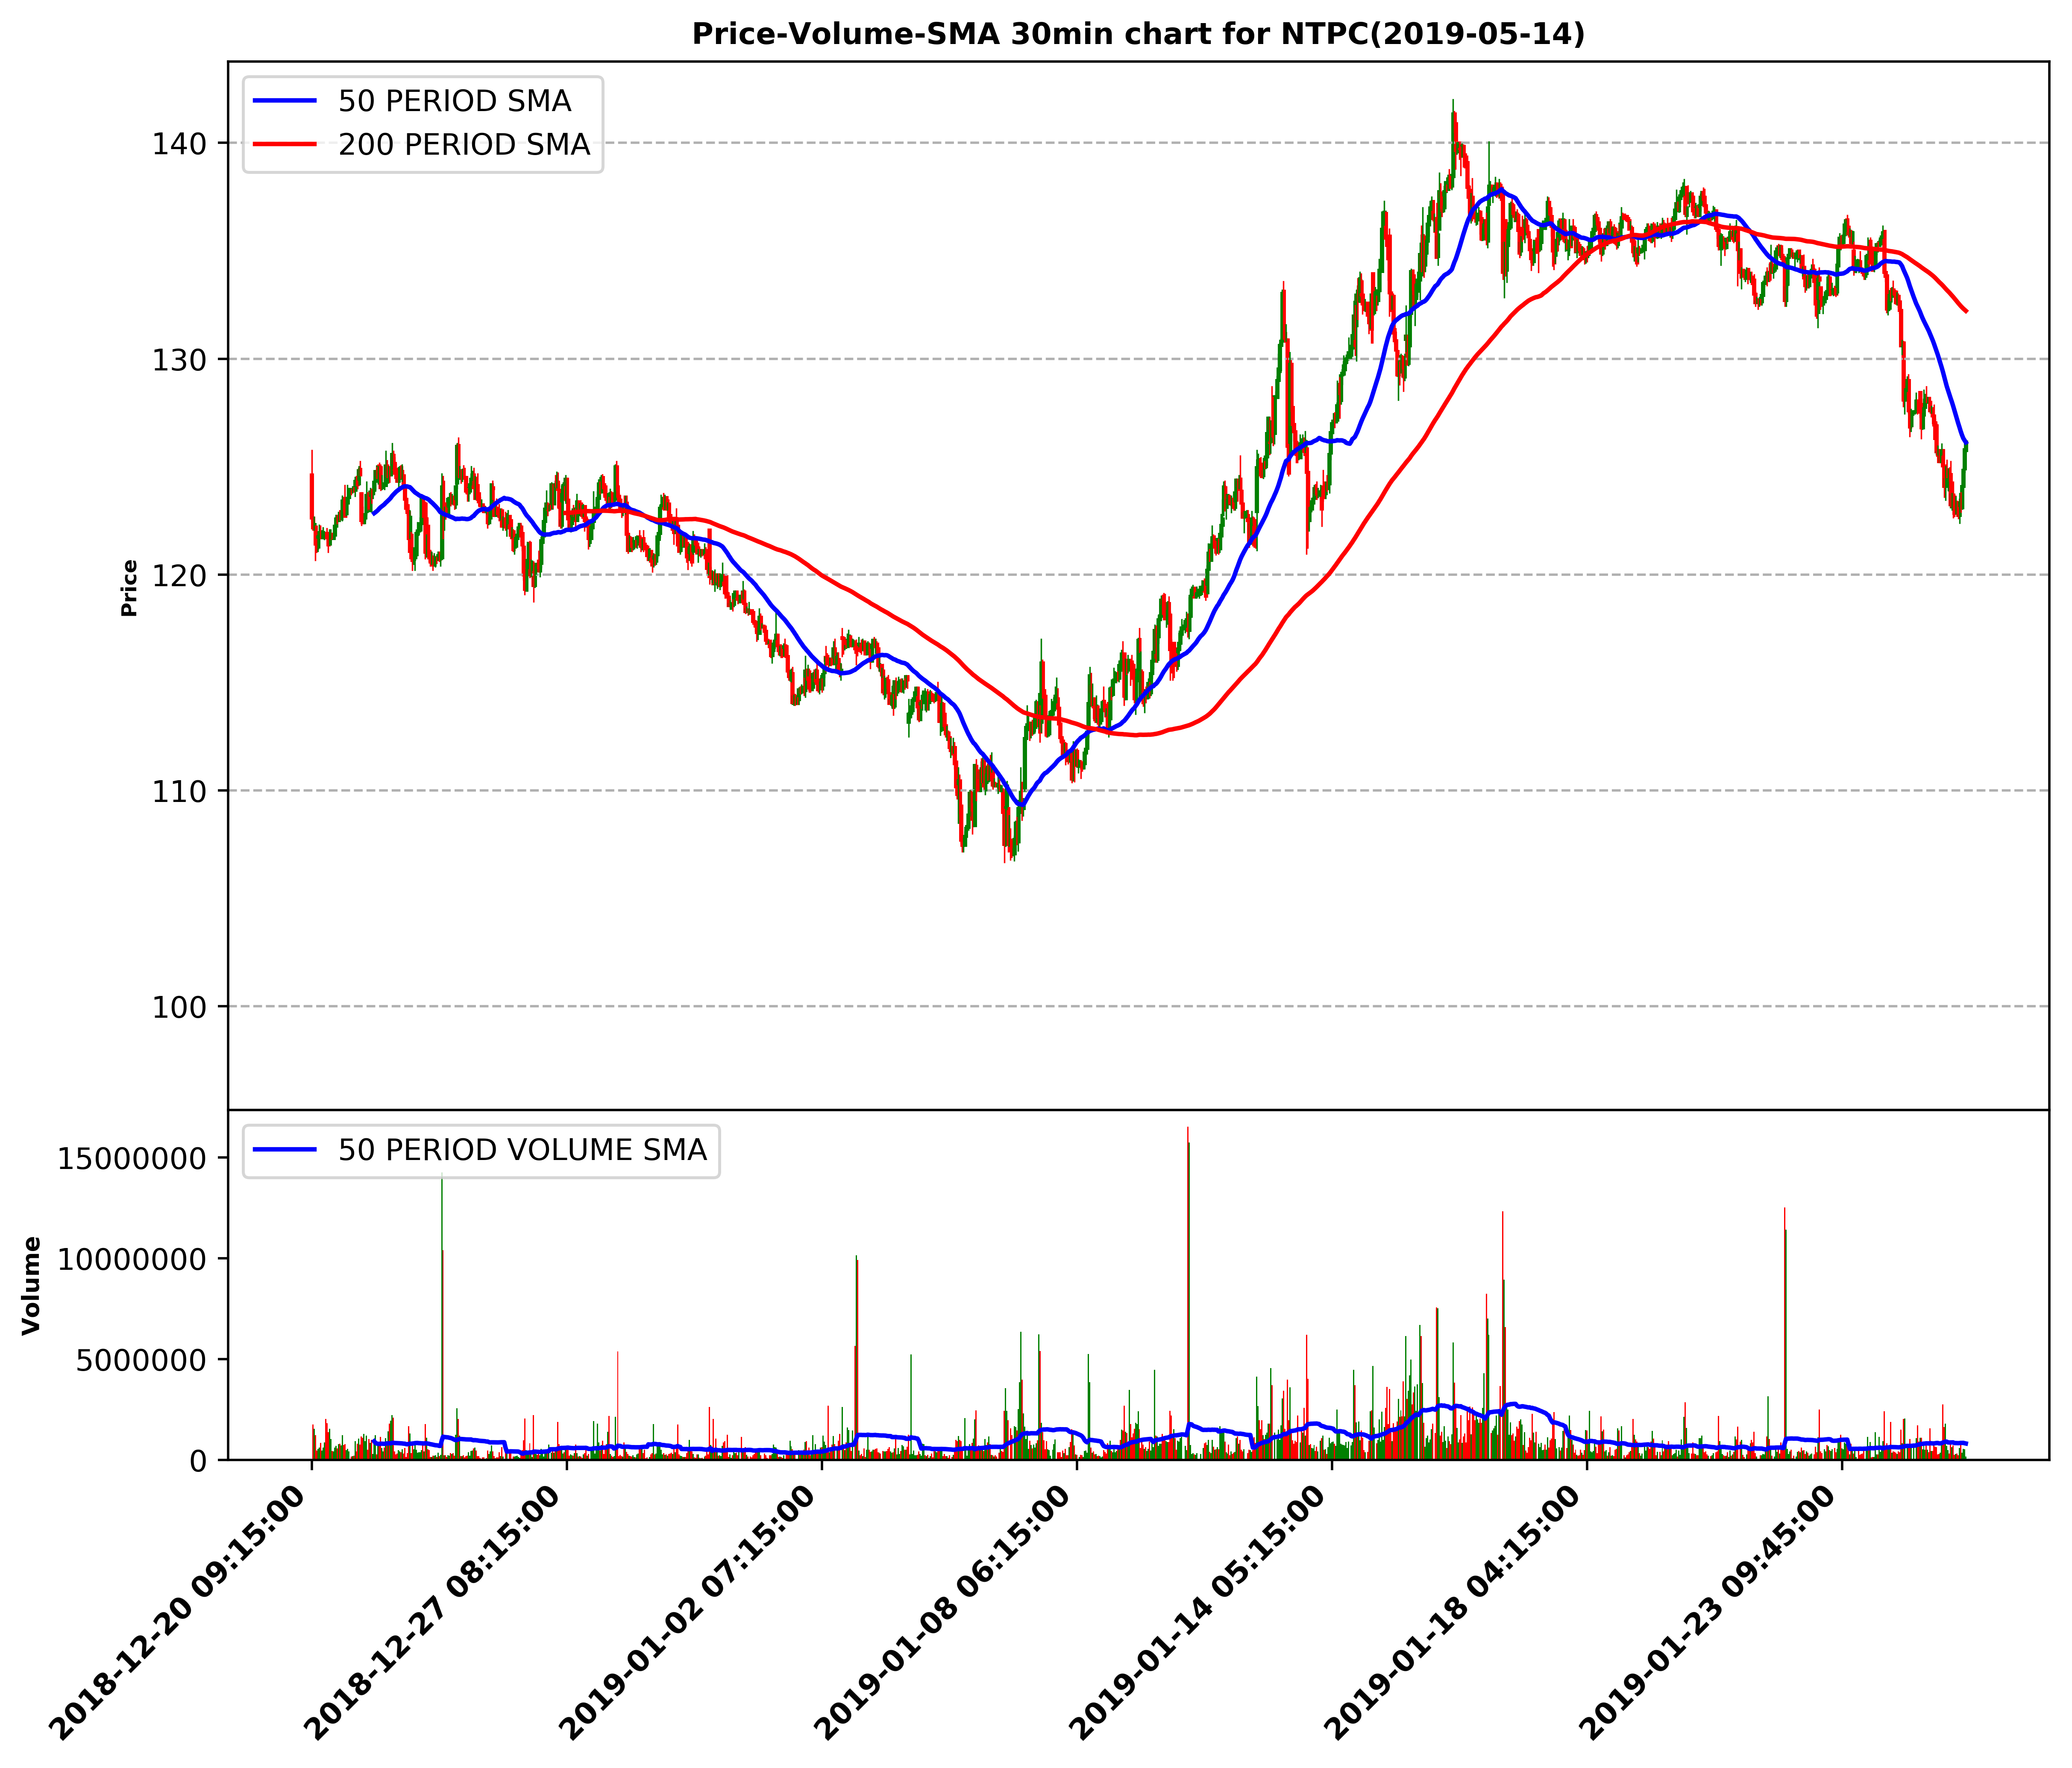 Price-Volume-SMA 30min chart for NTPC(2019-05-14)
50 PERIOD SMA
200 PERIOD SMA
140
130
120
110
100
Price
50 PERIOD VOLUME SMA
15000000
10000000
5000000
0
Volume
2018-12-20 09:15:00
2018-12-27 08:15:00
2019-01-02 07:15:00
2019-01-08 06:15:00
2019-01-14 05:15:00
2019-01-18 04:15:00
2019-01-23 09:45:00